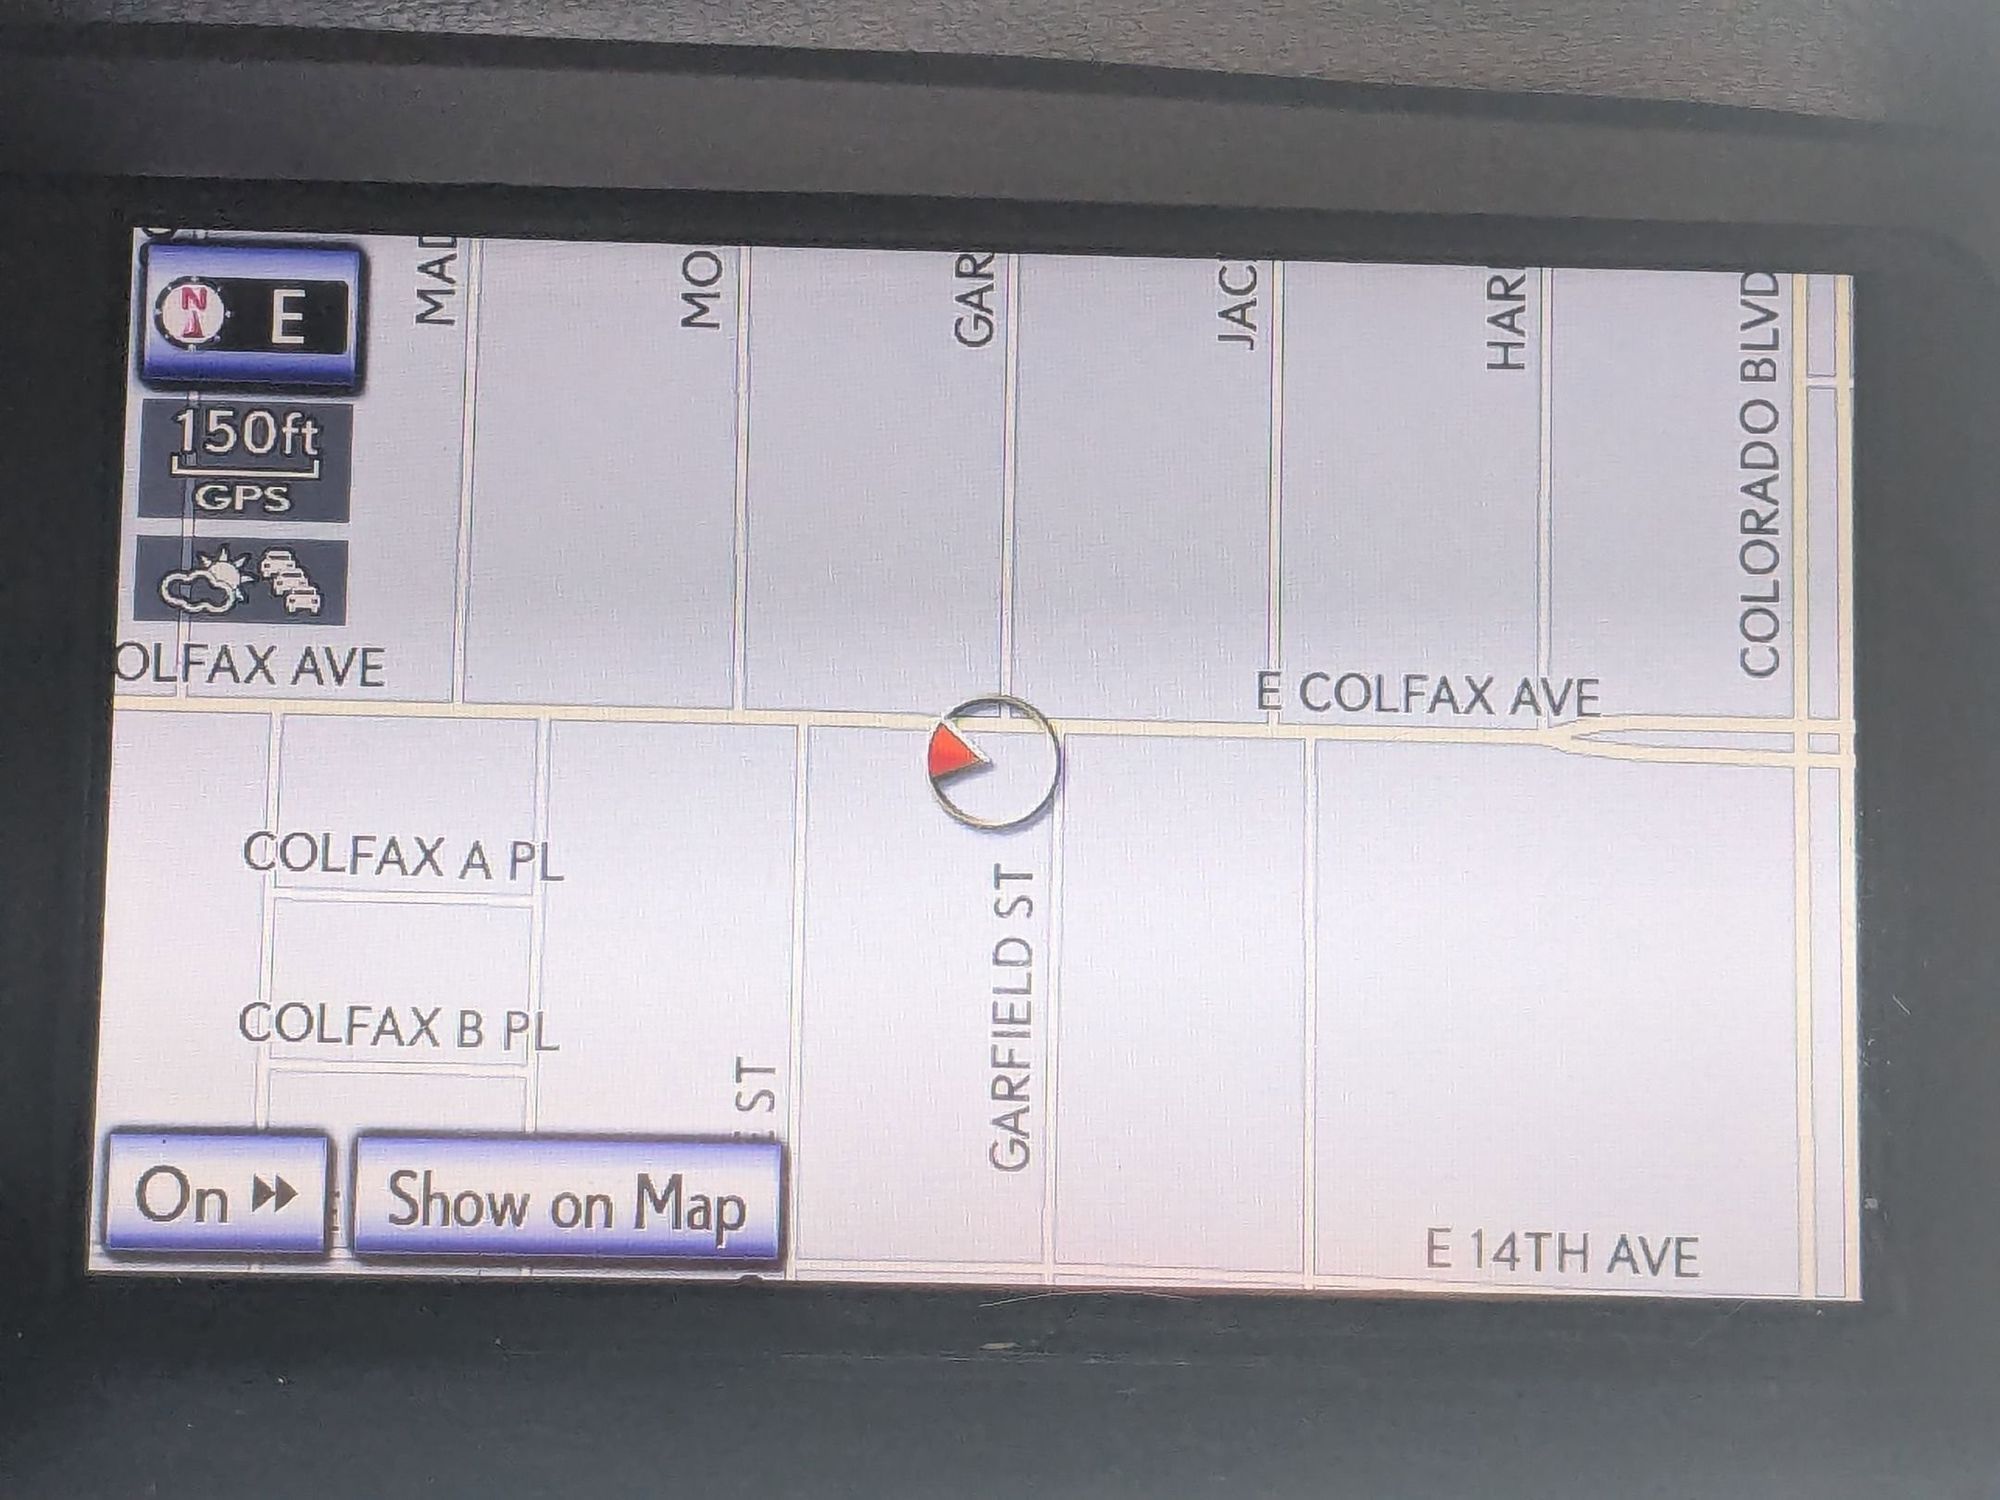 MAD
MO
GAR
JAC
HAR
COLORADO BLVD
N
E
150ft
GPS
OLFAX AVE
E COLFAX AVE
COLFAX A PL
GARFIELD ST
COLFAX B PL
ST
On
Show on Map
E 14TH AVE